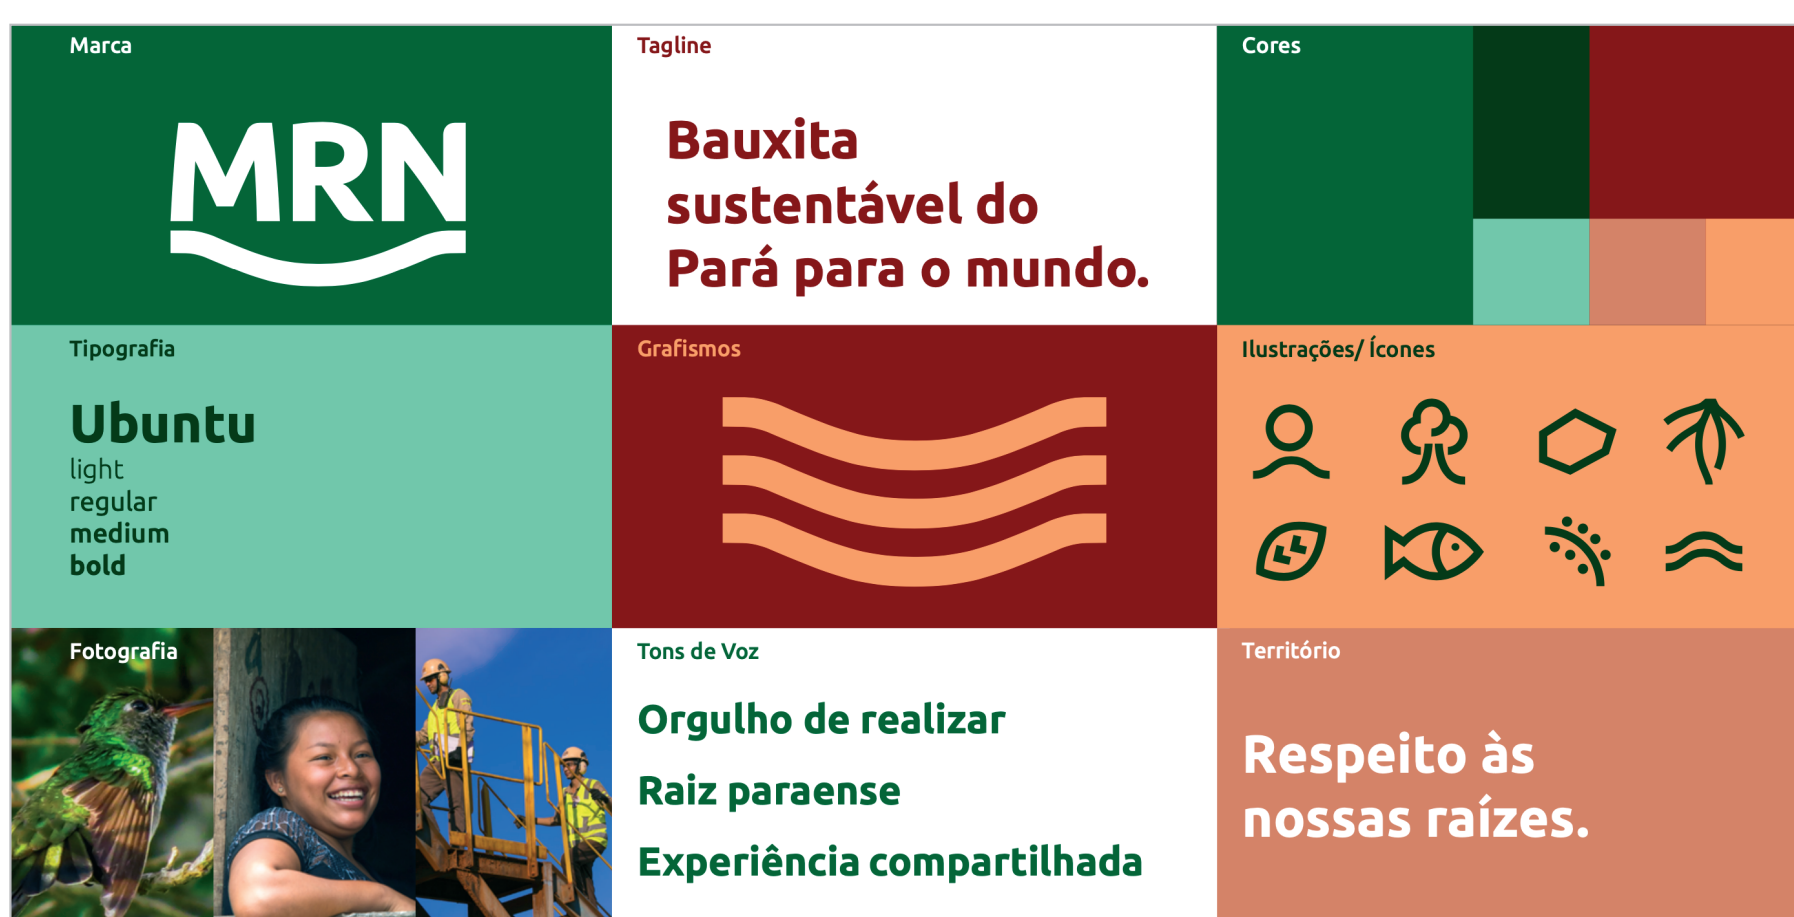 Marca
MRN
Tagline
Bauxita
sustentável do
Pará para o mundo.
Cores
Tipografia
Ubuntu
light
regular
medium
bold
Grafismos
Ilustrações/ Ícones
Fotografia
Tons de Voz
Orgulho de realizar
Raiz paraense
Experiência compartilhada
Território
Respeito às
nossas raízes.